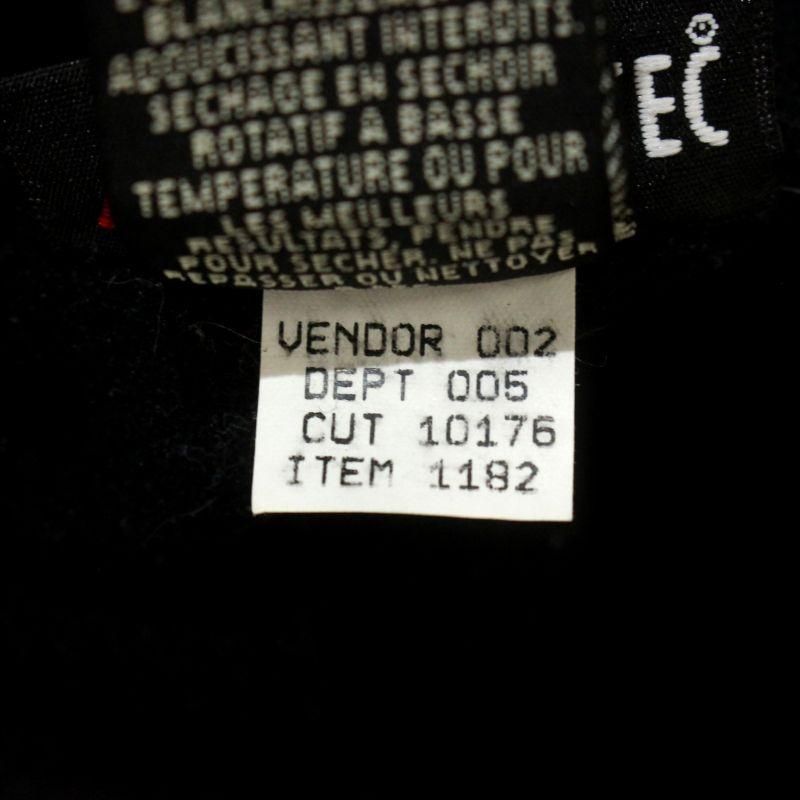 ADOUCISSANT INTERDITS.
SECHAGE EN SECHOIR
ROTATIF A BASSE
TEMPERATURE OU POUR
LES MEILLEURS
RESULTATS, PENDRE
POUR SECHER. NE PAS
REPASSER OU NETTOYER
TEC
VENDOR 002
DEPT 005
CUT 10176
ITEM 1182